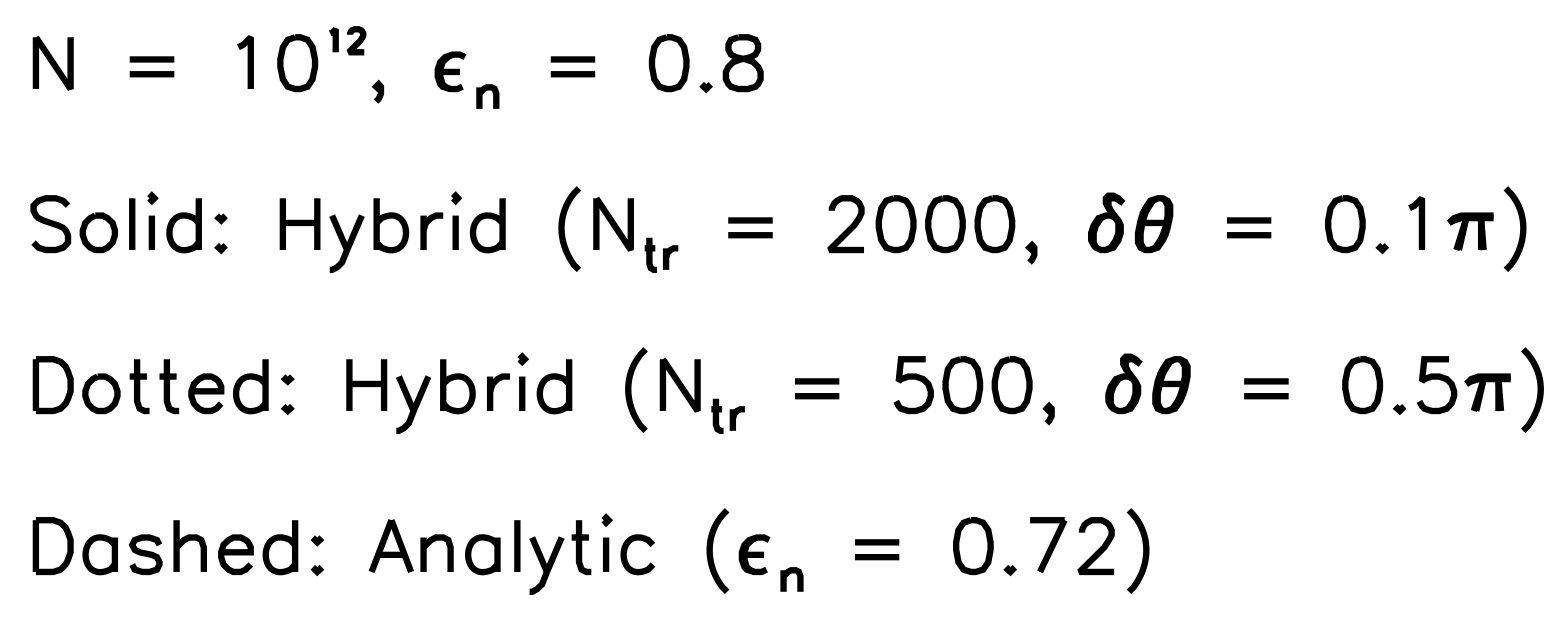 N = 10¹², ϵₙ = 0.8
Solid: Hybrid (Nₜᵣ = 2000, δθ = 0.1π)
Dotted: Hybrid (Nₜᵣ = 500, δθ = 0.5π)
Dashed: Analytic (ϵₙ = 0.72)